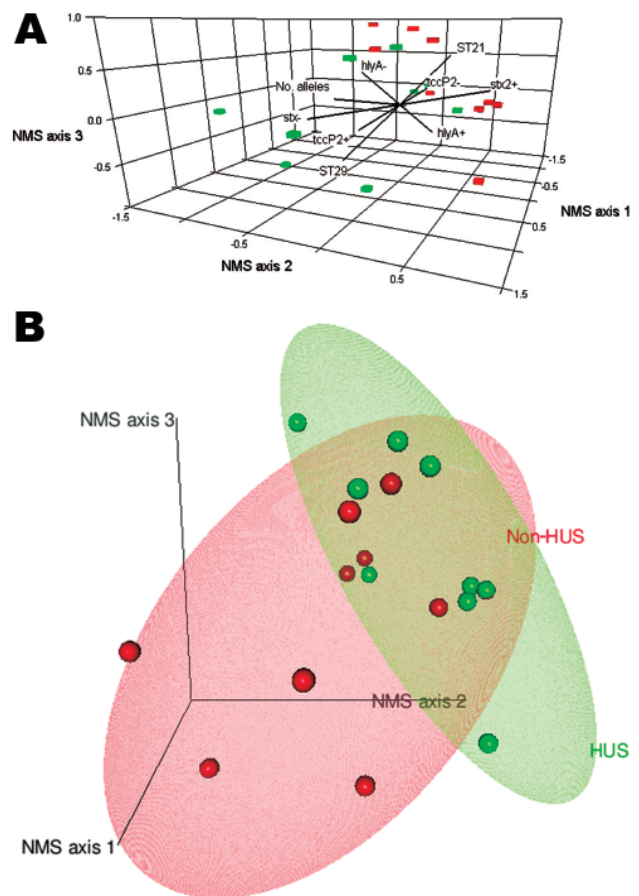 A
1.0
0.5
0.0
-0.5
NMS axis 3
-1.5
-0.5
0.5
1.5
NMS axis 2
-1.5
-0.5
0.5
1.5
NMS axis 1
ST21
hlyA-
tccP2-
stx2+
No. alleles
stx-
tccP2+
hlyA+
ST29
B
NMS axis 3
Non-HUS
NMS axis 2
HUS
NMS axis 1